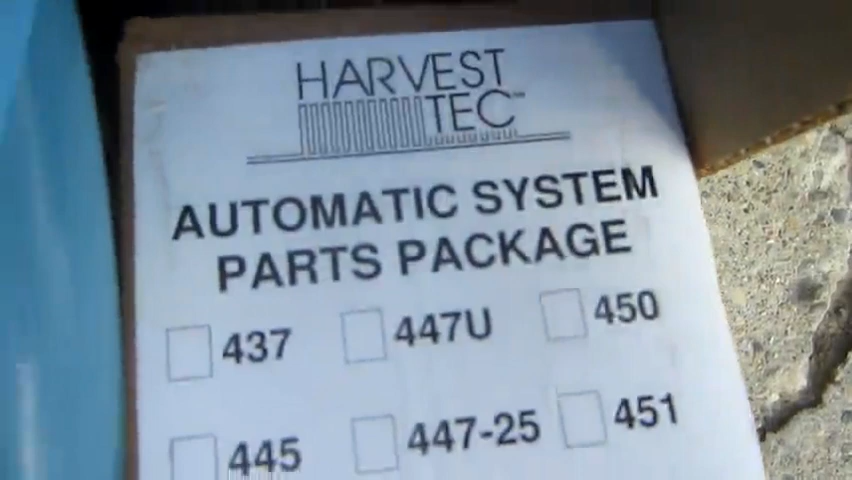 HARVEST
TEC™
AUTOMATIC SYSTEM
PARTS PACKAGE
437 447U 450
445 447-25 451